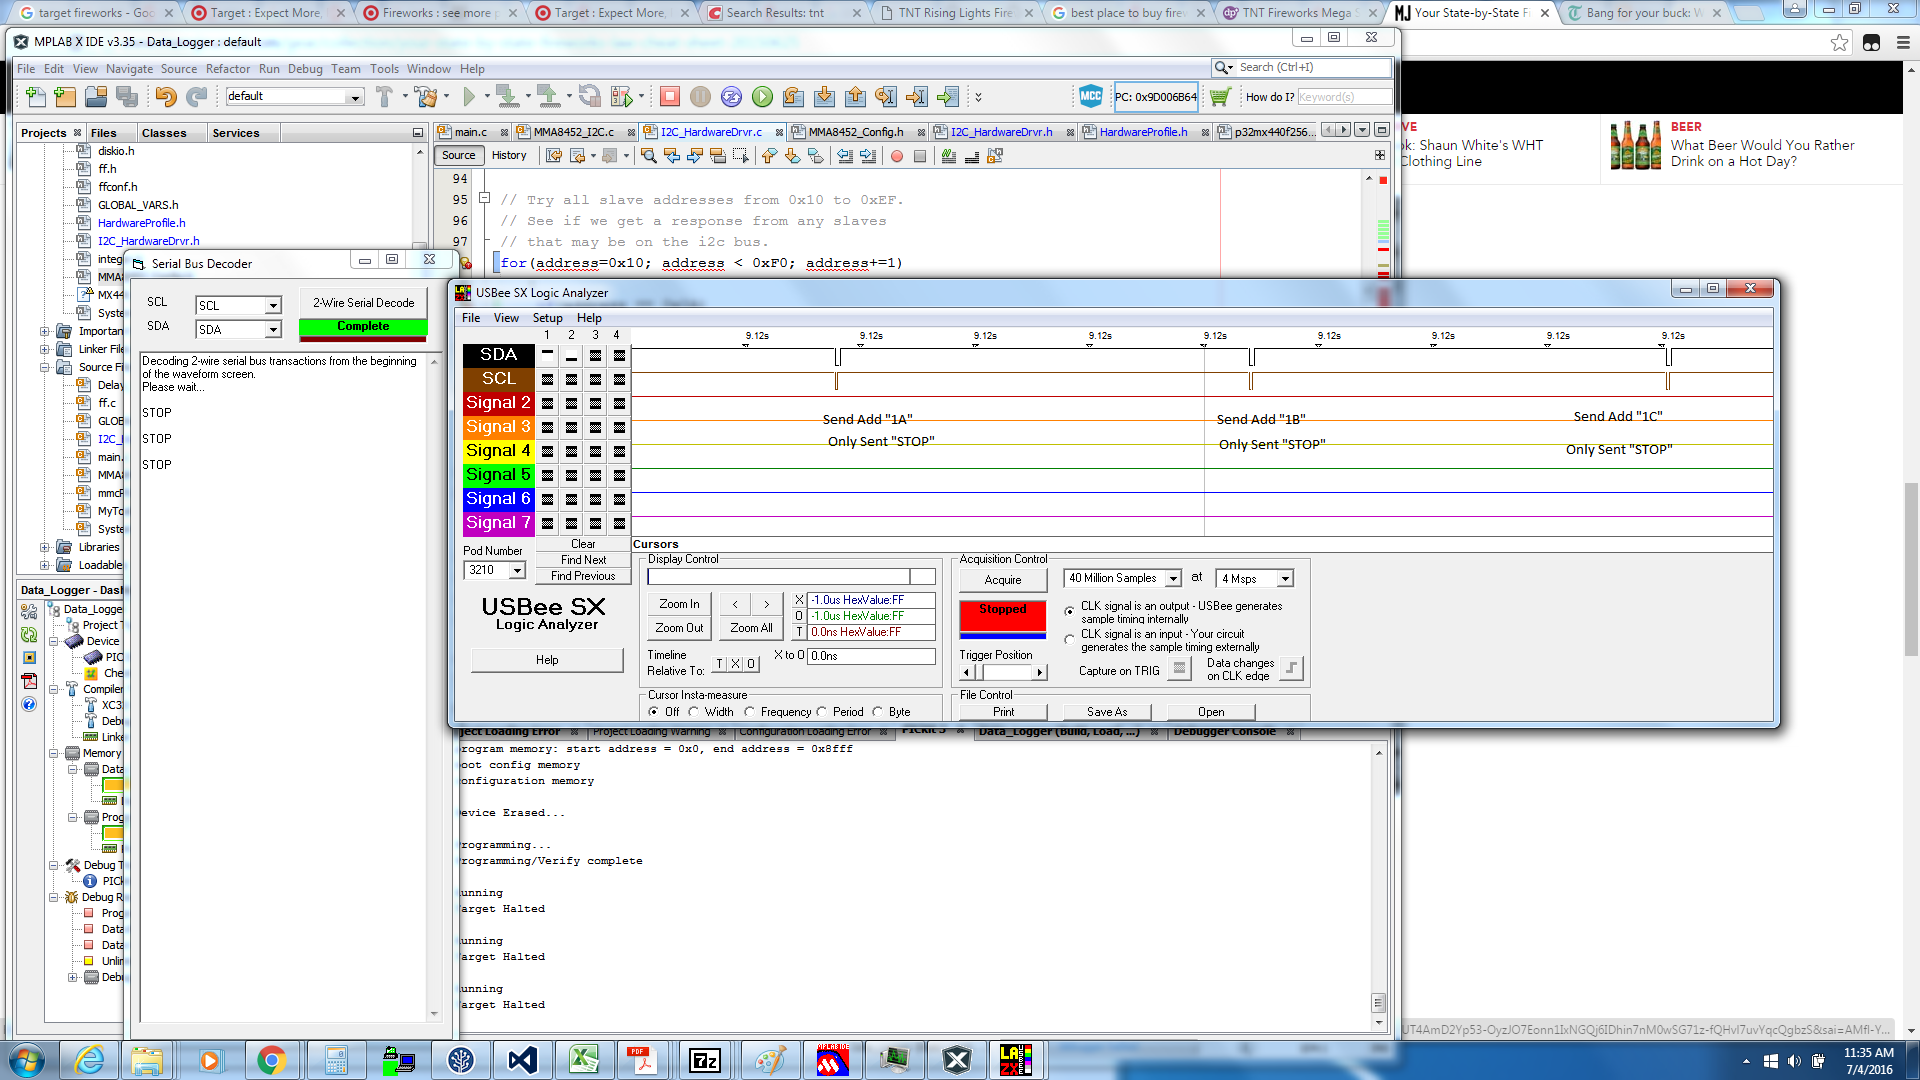 target fireworks - Goo
Target : Expect More,
Fireworks : see more p
Target : Expect More,
Search Results: tnt
TNT Rising Lights Fire
best place to buy firew
TNT Fireworks Mega S
Your State-by-State F
Bang for your buck: W
MPLAB X IDE v3.35 - Data_Logger : default
File Edit View Navigate Source Refactor Run Debug Team Tools Window Help
Search (Ctrl+I)
default
MCC
PC: 0x9D006B64
How do I? Keyword(s)
Projects Files Classes Services
main.c MMA8452_I2C.c I2C_HardwareDrvr.c MMA8452_Config.h I2C_HardwareDrvr.h HardwareProfile.h p32mx440f256...
Source History
diskio.h
ff.h
ffconf.h
GLOBAL_VARS.h
HardwareProfile.h
I2C_HardwareDrvr.h
integ
MMA8
MX44
Syste
Importan
Linker File
Source Fi
Delay
ff.c
GLOB
I2C_
main.
MMA8
mmcP
MyTo
Syste
Libraries
Loadable
94
95 // Try all slave addresses from 0x10 to 0xEF.
96 // See if we get a response from any slaves
97 // that may be on the i2c bus.
for(address=0x10; address < 0xF0; address+=1)
VE
ok: Shaun White's WHT
Clothing Line
BEER
What Beer Would You Rather
Drink on a Hot Day?
Serial Bus Decoder
SCL SCL 2-Wire Serial Decode
SDA SDA Complete
Decoding 2-wire serial bus transactions from the beginning
of the waveform screen.
Please wait...
STOP
STOP
STOP
USBee SX Logic Analyzer
File View Setup Help
1 2 3 4
9.12s 9.12s 9.12s 9.12s 9.12s 9.12s 9.12s 9.12s 9.12s
SDA
SCL
Signal 2
Signal 3
Signal 4
Signal 5
Signal 6
Signal 7
Send Add "1A"
Only Sent "STOP"
Send Add "1B"
Only Sent "STOP"
Send Add "1C"
Only Sent "STOP"
Pod Number
3210
Clear
Find Next
Find Previous
Cursors
USBee SX
Logic Analyzer
Help
Display Control
Zoom In < >
Zoom Out Zoom All
X -1.0us HexValue:FF
O -1.0us HexValue:FF
T 0.0ns HexValue:FF
Timeline
Relative To: T X O
X to O 0.0ns
Cursor Insta-measure
Off Width Frequency Period Byte
Acquisition Control
Acquire 40 Million Samples at 4 Msps
Stopped
CLK signal is an output - USBee generates
sample timing internally
CLK signal is an input - Your circuit
generates the sample timing externally
Trigger Position
Capture on TRIG
Data changes
on CLK edge
File Control
Print Save As Open
Data_Logger - Das
Data_Logge
Project T
Device
PIC
Che
Compiler
XC3
Debu
Linke
Memory
Data
Prog
Debug T
PICk
Debug R
Prog
Data
Data
Unlim
Debu
ject Loading Error Project Loading Warning Configuration Loading Error PICkit 3 Data_Logger (Build, Load, ...) Debugger Console
rogram memory: start address = 0x0, end address = 0x8fff
oot config memory
onfiguration memory
evice Erased...
rogramming...
rogramming/Verify complete
unning
arget Halted
unning
arget Halted
unning
arget Halted
11:35 AM
7/4/2016